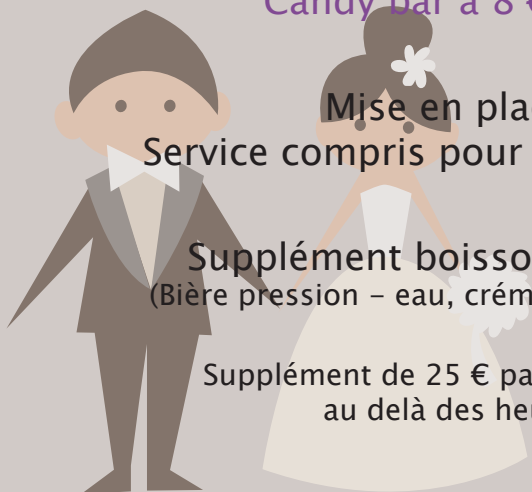 Candy bar à 8 €
Mise en pla
Service compris pour
Supplément boisso
(Bière pression – eau, crém
Supplément de 25 € pa
au delà des heu